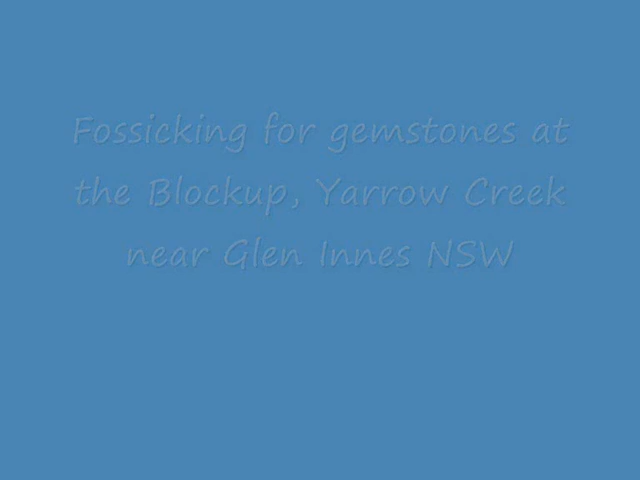 Fossicking for gemstones at
the Blockup, Yarrow Creek
near Glen Innes NSW